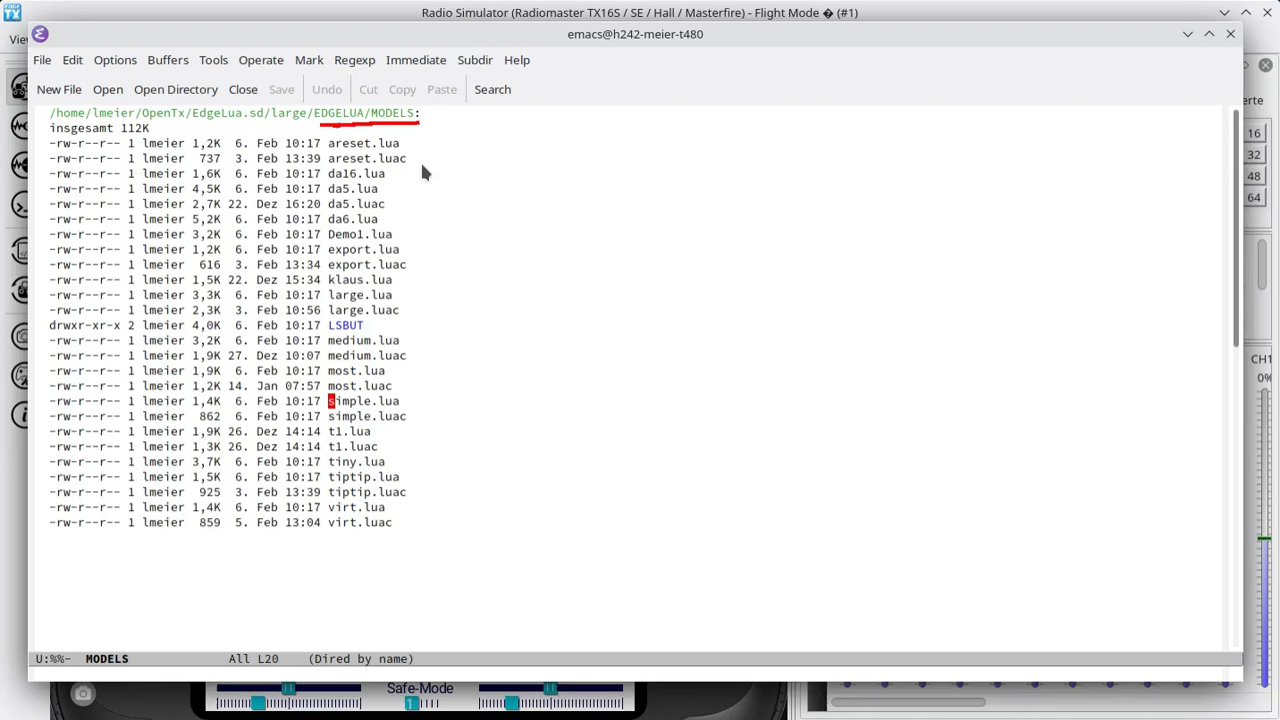 Radio Simulator (Radiomaster TX16S / SE / Hall / Masterfire) - Flight Mode � (#1)
emacs@h242-meier-t480
File Edit Options Buffers Tools Operate Mark Regexp Immediate Subdir Help
New File Open Open Directory Close Save Undo Cut Copy Paste Search
/home/lmeier/OpenTx/EdgeLua.sd/large/EDGELUA/MODELS:
insgesamt 112K
-rw-r--r-- 1 lmeier 1,2K 6. Feb 10:17 areset.lua
-rw-r--r-- 1 lmeier 737 3. Feb 13:39 areset.luac
-rw-r--r-- 1 lmeier 1,6K 6. Feb 10:17 da16.lua
-rw-r--r-- 1 lmeier 4,5K 6. Feb 10:17 da5.lua
-rw-r--r-- 1 lmeier 2,7K 22. Dez 16:20 da5.luac
-rw-r--r-- 1 lmeier 5,2K 6. Feb 10:17 da6.lua
-rw-r--r-- 1 lmeier 3,2K 6. Feb 10:17 Demo1.lua
-rw-r--r-- 1 lmeier 1,2K 6. Feb 10:17 export.lua
-rw-r--r-- 1 lmeier 616 3. Feb 13:34 export.luac
-rw-r--r-- 1 lmeier 1,5K 22. Dez 15:34 klaus.lua
-rw-r--r-- 1 lmeier 3,3K 6. Feb 10:17 large.lua
-rw-r--r-- 1 lmeier 2,3K 3. Feb 10:56 large.luac
drwxr-xr-x 2 lmeier 4,0K 6. Feb 10:17 LSBUT
-rw-r--r-- 1 lmeier 3,2K 6. Feb 10:17 medium.lua
-rw-r--r-- 1 lmeier 1,9K 27. Dez 10:07 medium.luac
-rw-r--r-- 1 lmeier 1,9K 6. Feb 10:17 most.lua
-rw-r--r-- 1 lmeier 1,2K 14. Jan 07:57 most.luac
-rw-r--r-- 1 lmeier 1,4K 6. Feb 10:17 simple.lua
-rw-r--r-- 1 lmeier 862 6. Feb 10:17 simple.luac
-rw-r--r-- 1 lmeier 1,9K 26. Dez 14:14 t1.lua
-rw-r--r-- 1 lmeier 1,3K 26. Dez 14:14 t1.luac
-rw-r--r-- 1 lmeier 3,7K 6. Feb 10:17 tiny.lua
-rw-r--r-- 1 lmeier 1,5K 6. Feb 10:17 tiptip.lua
-rw-r--r-- 1 lmeier 925 3. Feb 13:39 tiptip.luac
-rw-r--r-- 1 lmeier 1,4K 6. Feb 10:17 virt.lua
-rw-r--r-- 1 lmeier 859 5. Feb 13:04 virt.luac
U:%%- MODELS All L20 (Dired by name)
Safe-Mode
1
16
32
48
64
CH1
0%